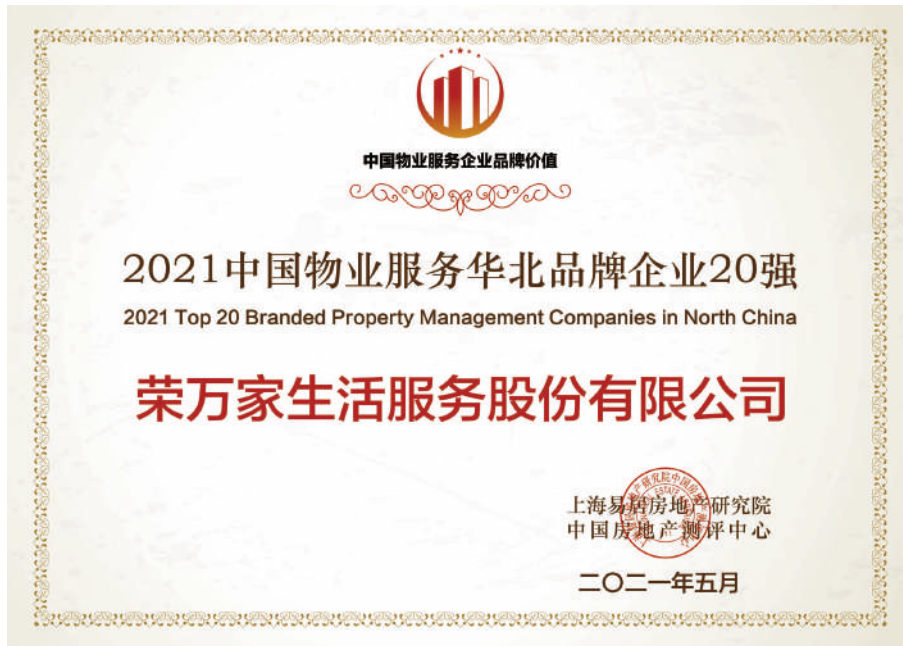 中国物业服务企业品牌价值
2021中国物业服务华北品牌企业20强
2021 Top 20 Branded Property Management Companies in North China
荣万家生活服务股份有限公司
上海易居房地产研究院
中国房地产测评中心
二〇二一年五月